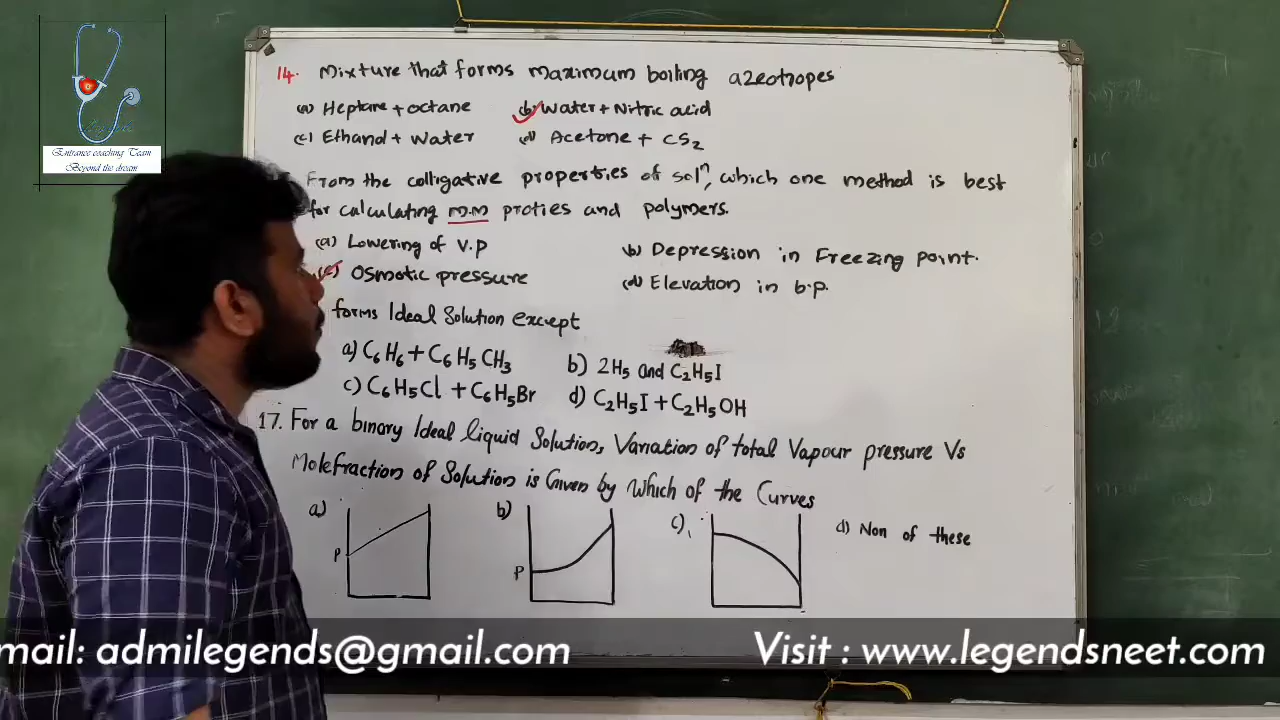 Entrance coaching Team
Beyond the dream
14. Mixture that forms maximum boiling azeotropes
(a) Heptane + octane (b) Water + Nitric acid
(c) Ethanol + Water (d) Acetone + CS₂
From the colligative properties of solⁿ, which one method is best
for calculating m.m proties and polymers.
(a) Lowering of v.p (b) Depression in Freezing point.
(c) Osmotic pressure (d) Elevation in b.p.
forms Ideal Solution except
a) C₆H₆ + C₆H₅CH₃ b) 2H₅ and C₂H₅I
c) C₆H₅Cl + C₆H₅Br d) C₂H₅I + C₂H₅OH
17. For a binary Ideal liquid Solution, Variation of total Vapour pressure Vs
Molefraction of Solution is Given by Which of the Curves
a) b) c) d) Non of these
P P
mail: admilegends@gmail.com Visit : www.legendsneet.com